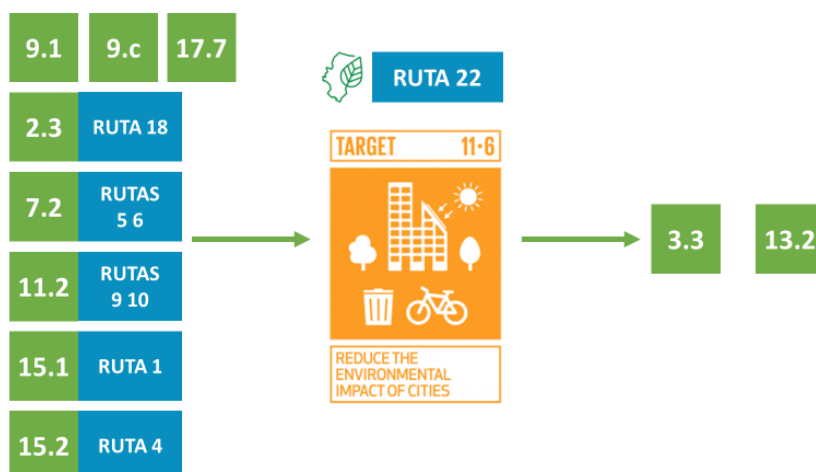 9.1 9.c 17.7
2.3 RUTA 18
7.2 RUTAS
5 6
11.2 RUTAS
9 10
15.1 RUTA 1
15.2 RUTA 4
RUTA 22
TARGET 11·6
REDUCE THE
ENVIRONMENTAL
IMPACT OF CITIES
3.3 13.2